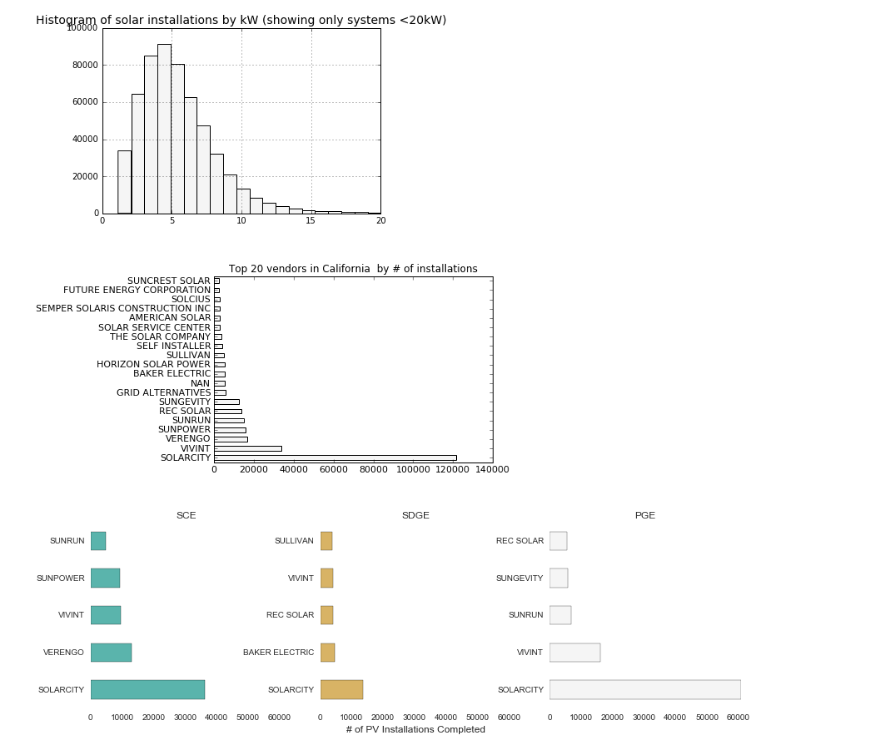 Histogram of solar installations by kW (showing only systems <20kW)
100000
80000
60000
40000
20000
0
0 5 10 15 20
Top 20 vendors in California  by # of installations
SUNCREST SOLAR
FUTURE ENERGY CORPORATION
SOLCIUS
SEMPER SOLARIS CONSTRUCTION INC
AMERICAN SOLAR
SOLAR SERVICE CENTER
THE SOLAR COMPANY
SELF INSTALLER
SULLIVAN
HORIZON SOLAR POWER
BAKER ELECTRIC
NAN
GRID ALTERNATIVES
SUNGEVITY
REC SOLAR
SUNRUN
SUNPOWER
VERENGO
VIVINT
SOLARCITY
0 20000 40000 60000 80000 100000 120000 140000
SCE SDGE PGE
SUNRUN SULLIVAN REC SOLAR
SUNPOWER VIVINT SUNGEVITY
VIVINT REC SOLAR SUNRUN
VERENGO BAKER ELECTRIC VIVINT
SOLARCITY SOLARCITY SOLARCITY
0 10000 20000 30000 40000 50000 60000 0 10000 20000 30000 40000 50000 60000 0 10000 20000 30000 40000 50000 60000
# of PV Installations Completed